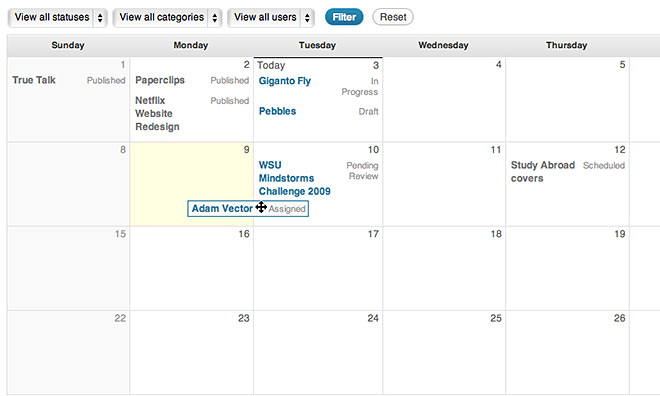 View all statuses View all categories View all users Filter Reset
Sunday Monday Tuesday Wednesday Thursday
1 2 Today 3 4 5
True Talk Published Paperclips Published Giganto Fly In Progress
Netflix Website Redesign Published Pebbles Draft
8 9 10 11 12
WSU Mindstorms Challenge 2009 Pending Review Study Abroad covers Scheduled
Adam Vector Assigned
15 16 17 18 19
22 23 24 25 26